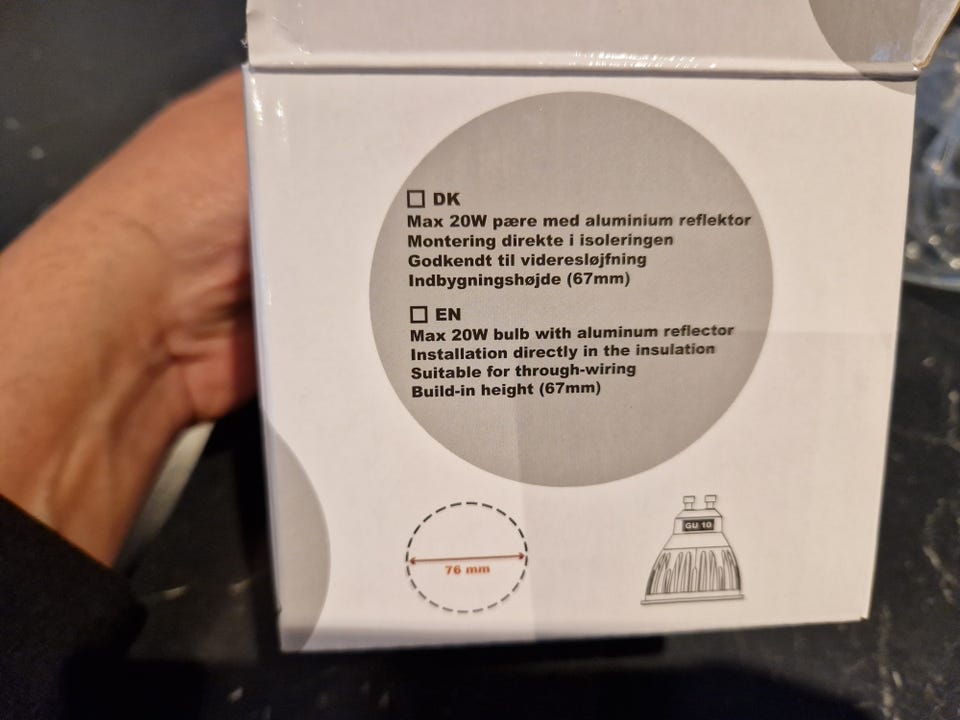 ☐ DK
Max 20W pære med aluminium reflektor
Montering direkte i isoleringen
Godkendt til videresløjfning
Indbygningshøjde (67mm)
☐ EN
Max 20W bulb with aluminum reflector
Installation directly in the insulation
Suitable for through-wiring
Build-in height (67mm)
GU 10
76 mm